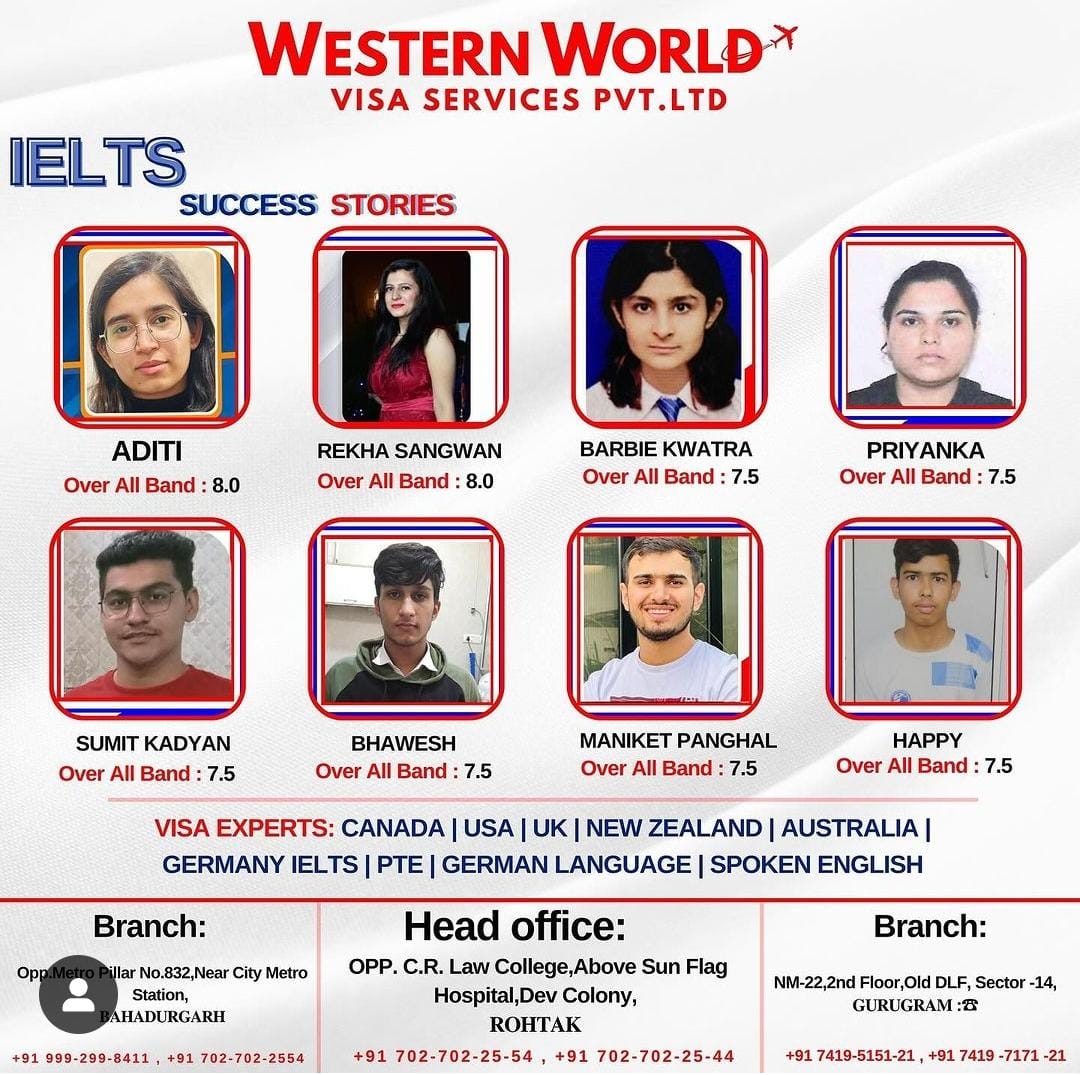 WESTERN WORLD
VISA SERVICES PVT.LTD
IELTS
SUCCESS STORIES
ADITI
Over All Band : 8.0
REKHA SANGWAN
Over All Band : 8.0
BARBIE KWATRA
Over All Band : 7.5
PRIYANKA
Over All Band : 7.5
SUMIT KADYAN
Over All Band : 7.5
BHAWESH
Over All Band : 7.5
MANIKET PANGHAL
Over All Band : 7.5
HAPPY
Over All Band : 7.5
VISA EXPERTS: CANADA | USA | UK | NEW ZEALAND | AUSTRALIA |
GERMANY IELTS | PTE | GERMAN LANGUAGE | SPOKEN ENGLISH
Branch:
Opp.Metro Pillar No.832,Near City Metro
Station,
BAHADURGARH
+91 999-299-8411 , +91 702-702-2554
Head office:
OPP. C.R. Law College,Above Sun Flag
Hospital,Dev Colony,
ROHTAK
+91 702-702-25-54 , +91 702-702-25-44
Branch:
NM-22,2nd Floor,Old DLF, Sector -14,
GURUGRAM :☎
+91 7419-5151-21 , +91 7419 -7171 -21